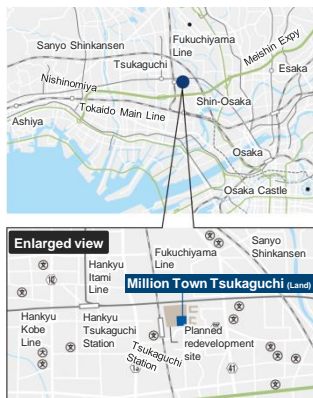 Fukuchiyama
Line
Meishin Expy
Sanyo Shinkansen
Tsukaguchi
Esaka
Nishinomiya
Shin-Osaka
Tokaido Main Line
Ashiya
Osaka
Osaka Castle
Enlarged view
Sanyo
Shinkansen
Fukuchiyama
Line
Hankyu
Itami
Line
Million Town Tsukaguchi (Land)
Hankyu
Kobe
Line
Hankyu
Tsukaguchi
Station
Planned
redevelopment
site
Tsukaguchi
Station
41